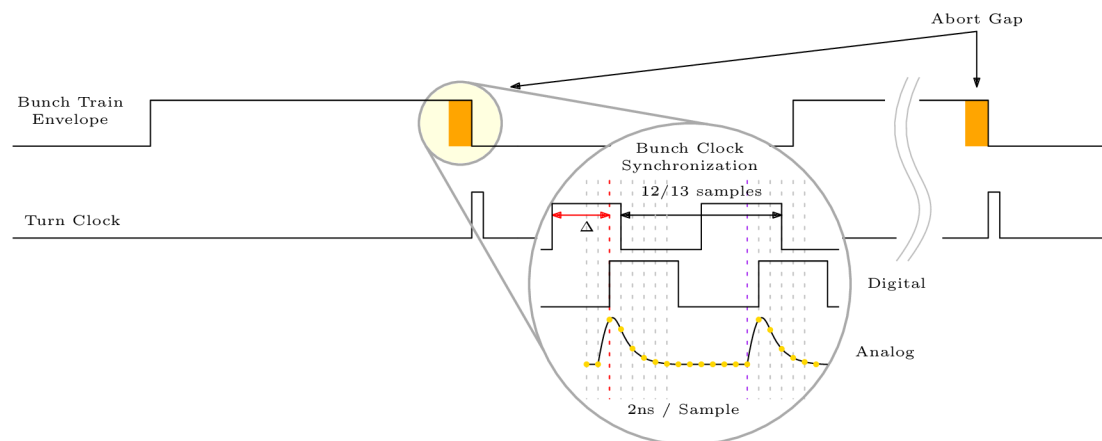 Abort Gap
Bunch Train
Envelope
Bunch Clock
Synchronization
12/13 samples
Turn Clock
Δ
Digital
Analog
2ns / Sample